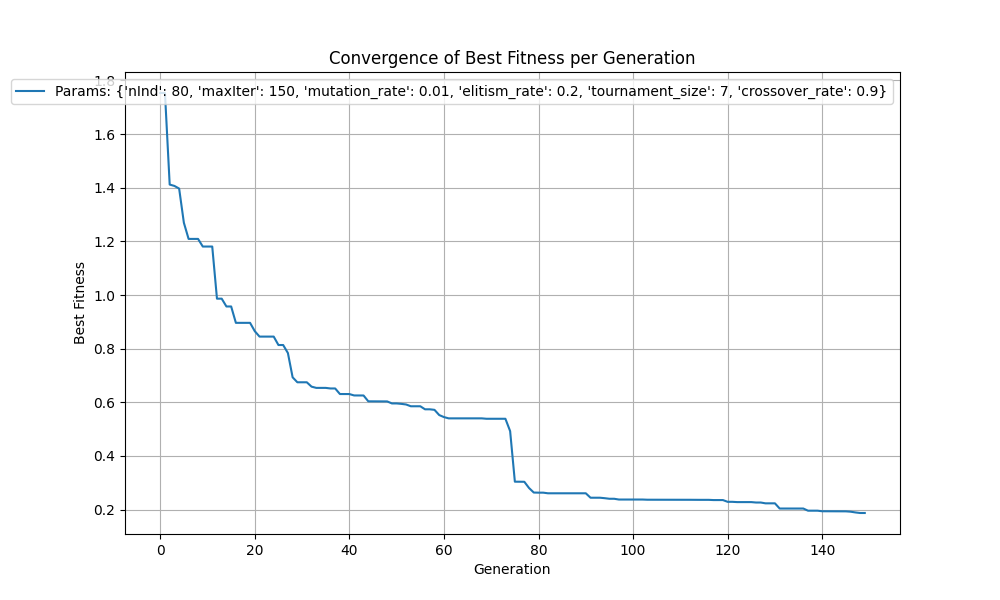 Convergence of Best Fitness per Generation
1.8
Params: {'nInd': 80, 'maxIter': 150, 'mutation_rate': 0.01, 'elitism_rate': 0.2, 'tournament_size': 7, 'crossover_rate': 0.9}
1.6
1.4
1.2
1.0
0.8
0.6
0.4
0.2
Best Fitness
0 20 40 60 80 100 120 140
Generation